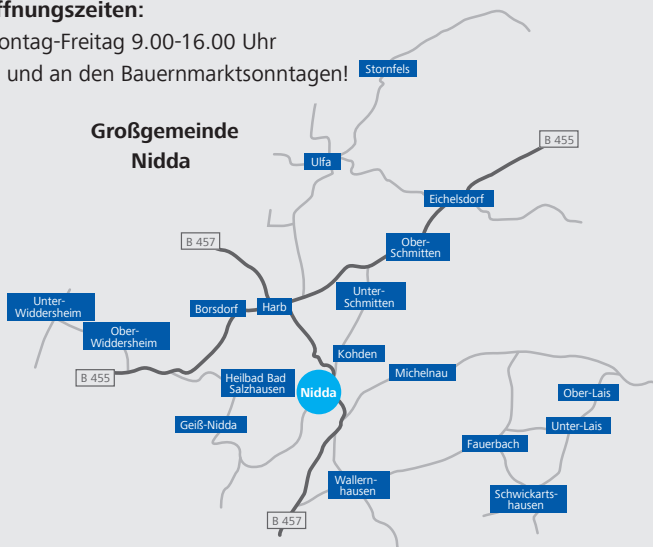 ffnungszeiten:
ontag-Freitag 9.00-16.00 Uhr
und an den Bauernmarktsonntagen!
Stornfels
Großgemeinde
Nidda
B 455
Ulfa
Eichelsdorf
B 457
Ober-
Schmitten
Unter-
Schmitten
Unter-
Widdersheim
Borsdorf
Harb
Ober-
Widdersheim
Kohden
B 455
Heilbad Bad
Salzhausen
Nidda
Michelnau
Ober-Lais
Geiß-Nidda
Unter-Lais
Fauerbach
Wallern-
hausen
Schwickarts-
hausen
B 457